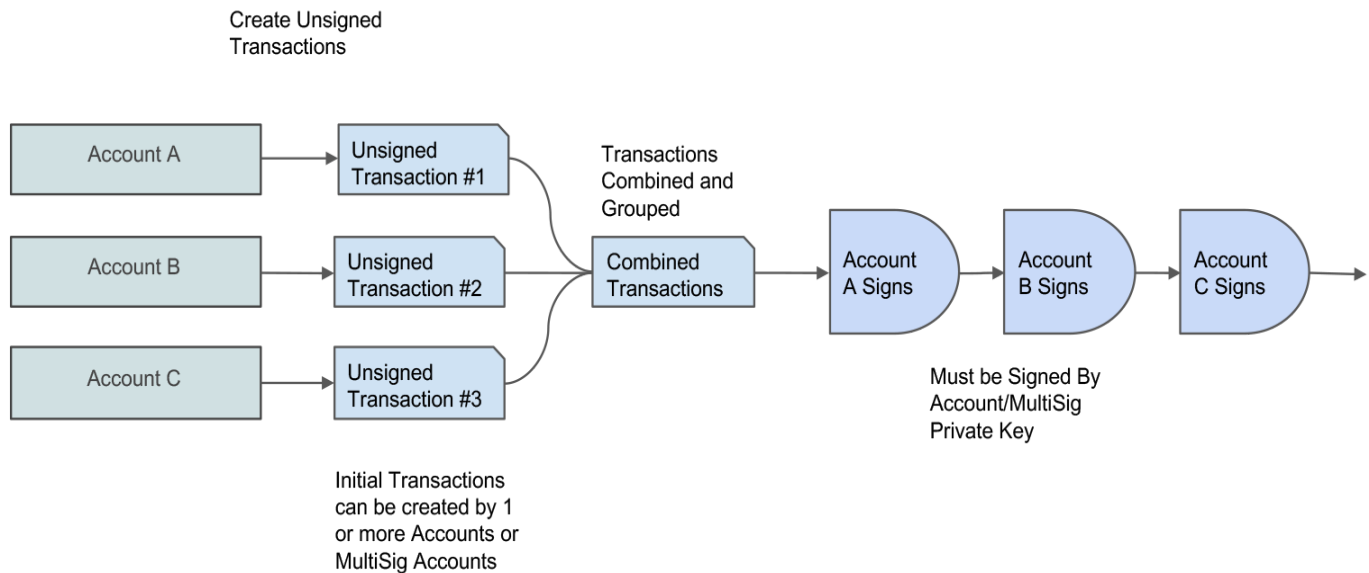 Create Unsigned
Transactions
Account A
Unsigned
Transaction #1
Account B
Unsigned
Transaction #2
Account C
Unsigned
Transaction #3
Initial Transactions
can be created by 1
or more Accounts or
MultiSig Accounts
Transactions
Combined and
Grouped
Combined
Transactions
Account
A Signs
Account
B Signs
Account
C Signs
Must be Signed By
Account/MultiSig
Private Key